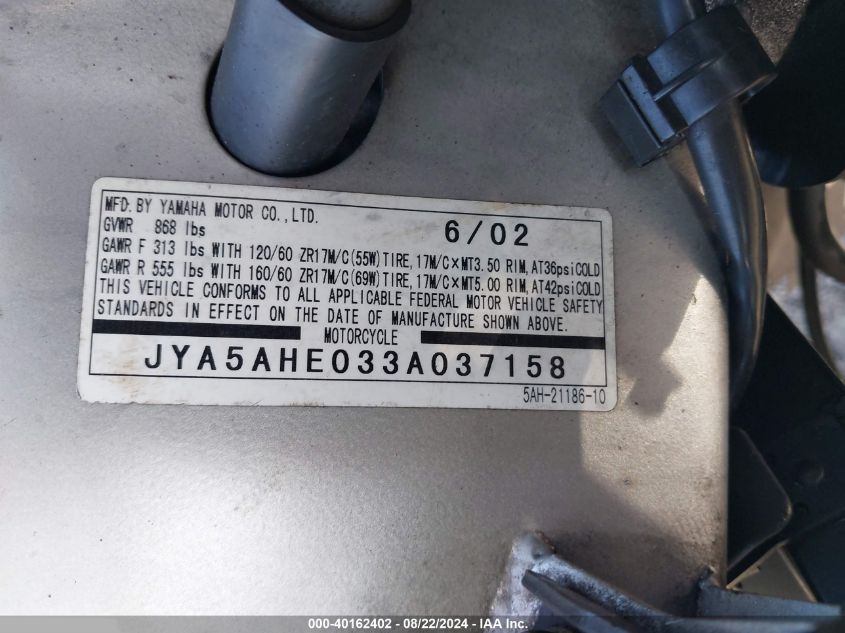 MFD. BY YAMAHA MOTOR CO., LTD. 6/02
GVWR 868 lbs
GAWR F 313 lbs WITH 120/60 ZR17M/C(55W)TIRE, 17M/C×MT3.50 RIM, AT36psiCOLD
GAWR R 555 lbs WITH 160/60 ZR17M/C(69W)TIRE, 17M/C×MT5.00 RIM, AT42psiCOLD
THIS VEHICLE CONFORMS TO ALL APPLICABLE FEDERAL MOTOR VEHICLE SAFETY
STANDARDS IN EFFECT ON THE DATE OF MANUFACTURE SHOWN ABOVE.
MOTORCYCLE
JYA5AHE033A037158
5AH-21186-10
000-40162402 - 08/22/2024 - IAA Inc.